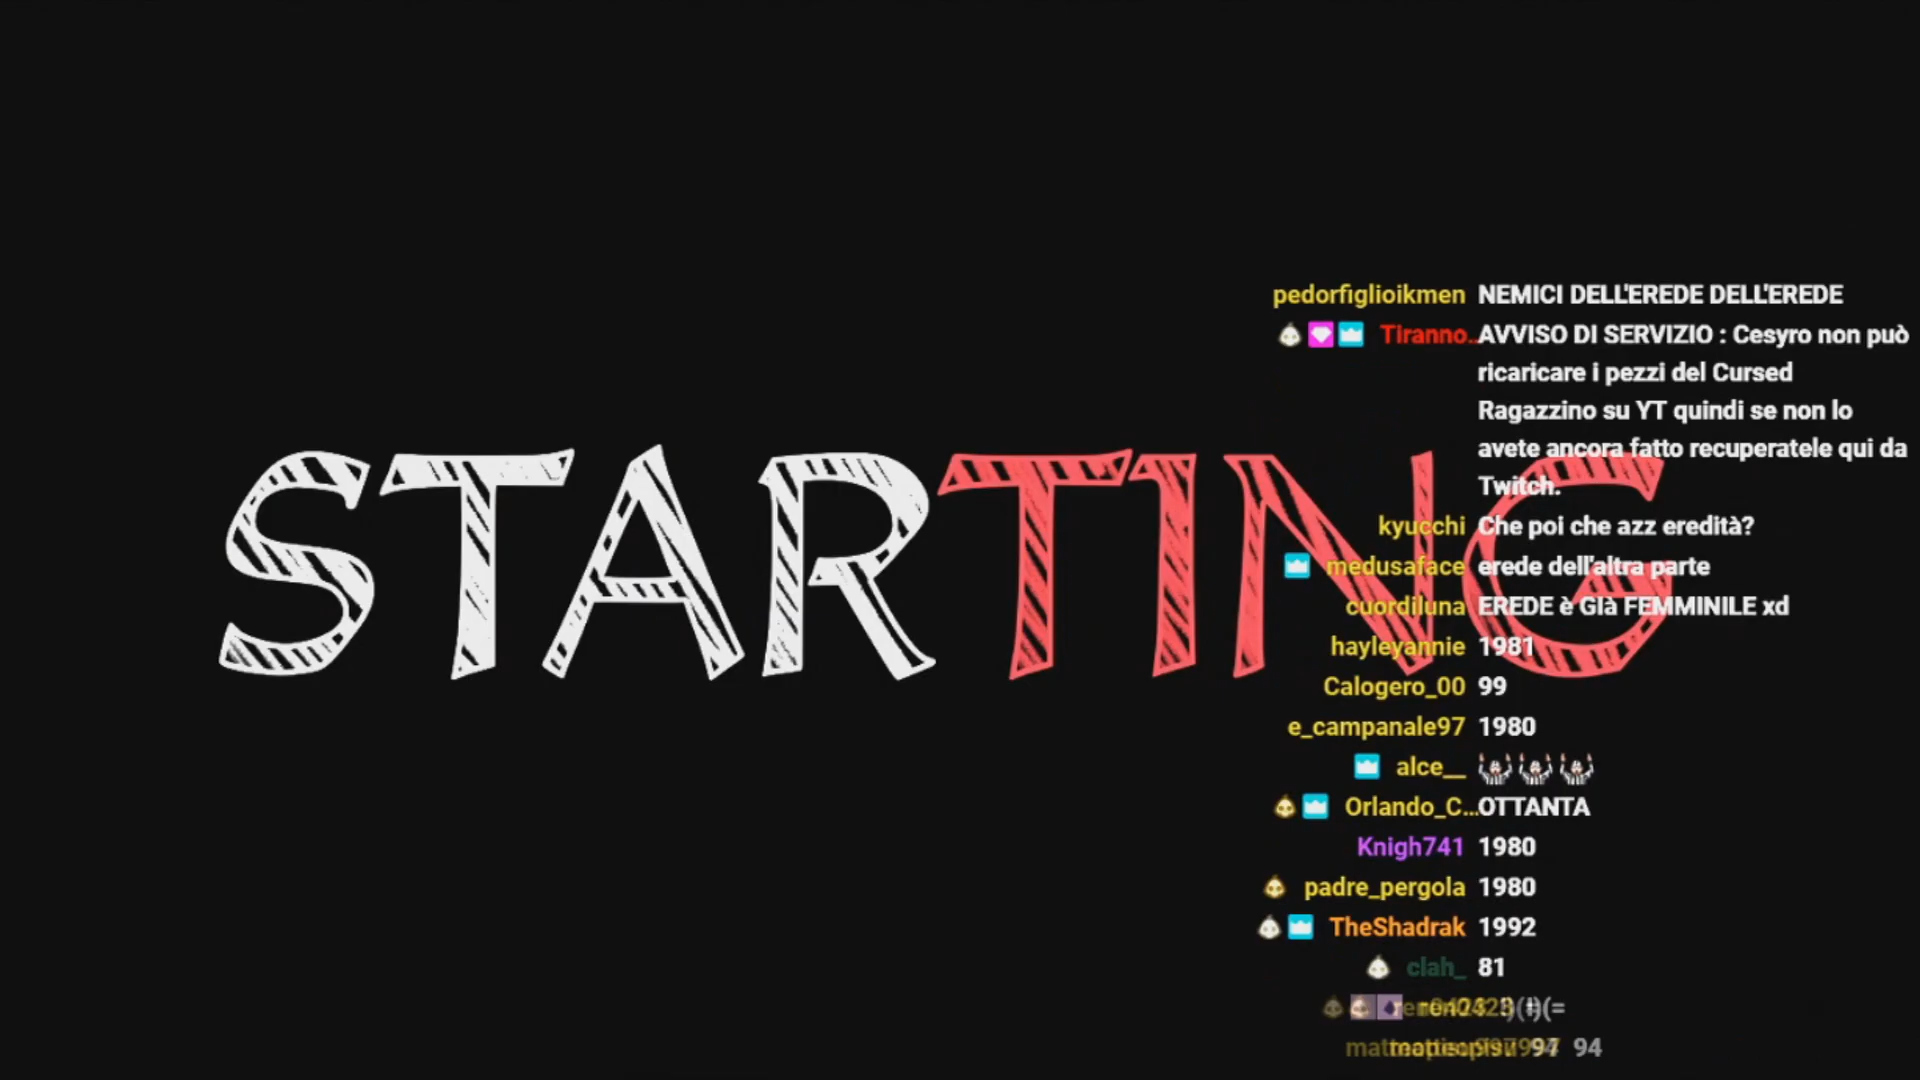 STARTING
pedorfiglioikmen NEMICI DELL'EREDE DELL'EREDE
Tiranno.. AVVISO DI SERVIZIO : Cesyro non può
ricaricare i pezzi del Cursed
Ragazzino su YT quindi se non lo
avete ancora fatto recuperatele qui da
Twitch.
kyucchi Che poi che azz eredità?
medusaface erede dell'altra parte
cuordiluna EREDE è GIà FEMMINILE xd
hayleyannie 1981
Calogero_00 99
e_campanale97 1980
alce__
Orlando_C... OTTANTA
Knigh741 1980
padre_pergola 1980
TheShadrak 1992
clah_ 81
94